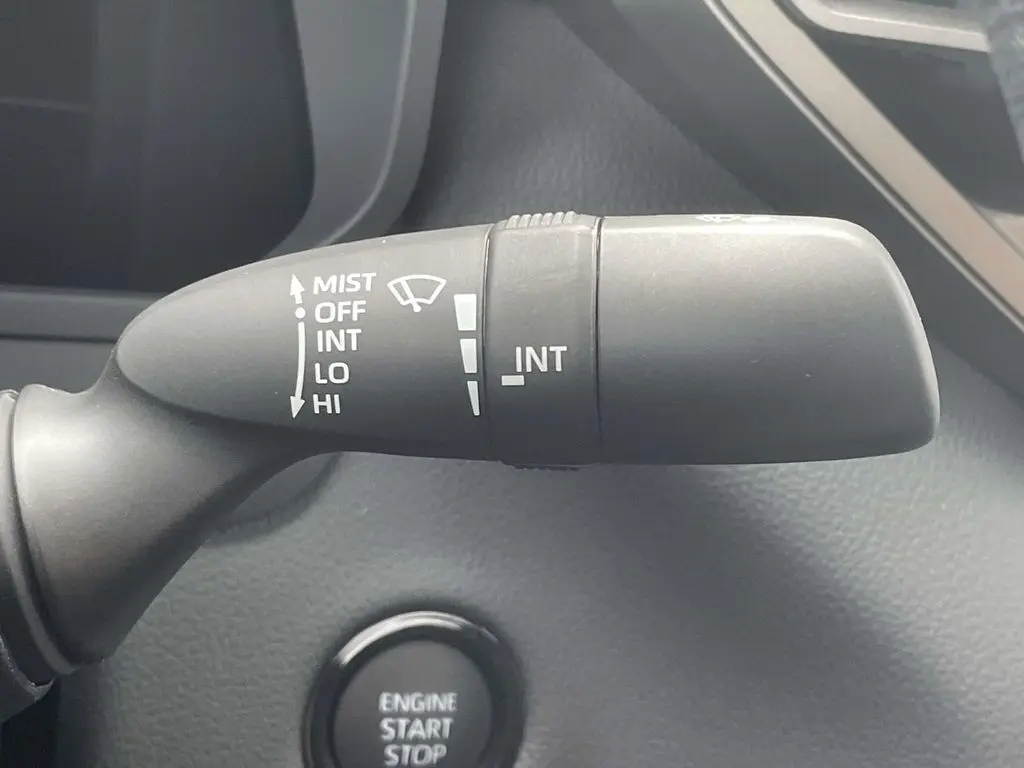 MIST
OFF
INT
LO
HI
INT
ENGINE
START
STOP